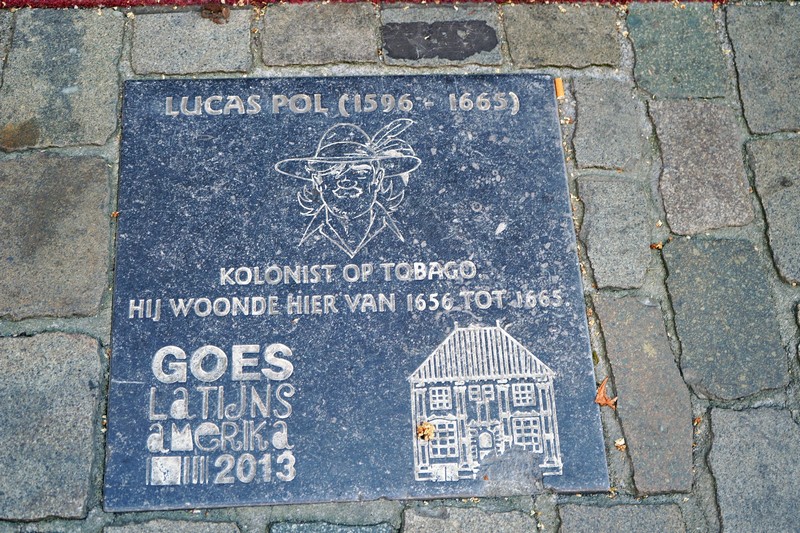 LUCAS POL (1596 - 1665)
KOLONIST OP TOBAGO.
HIJ WOONDE HIER VAN 1656 TOT 1665.
GOES
LATIJNS
AMERIKA
2013